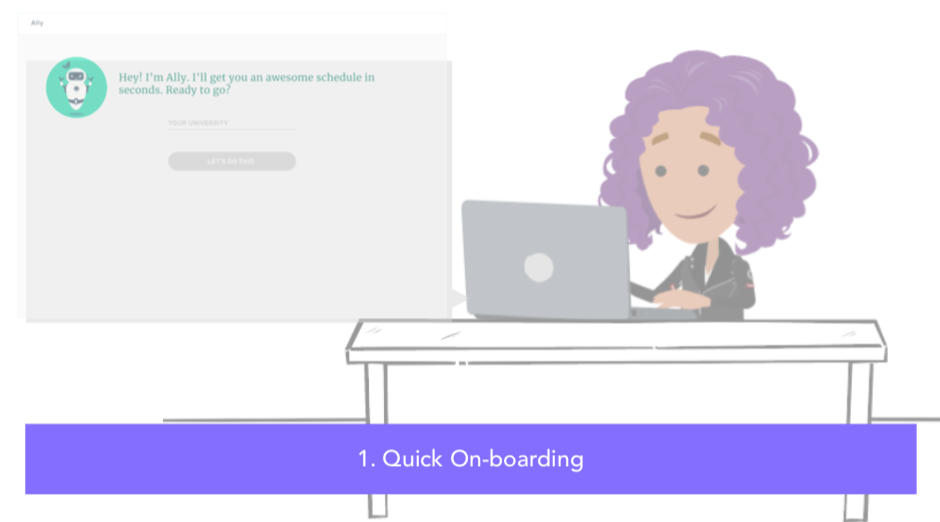 Ally
Hey! I'm Ally. I'll get you an awesome schedule in
seconds. Ready to go?
YOUR UNIVERSITY
LET'S DO THIS
1. Quick On-boarding